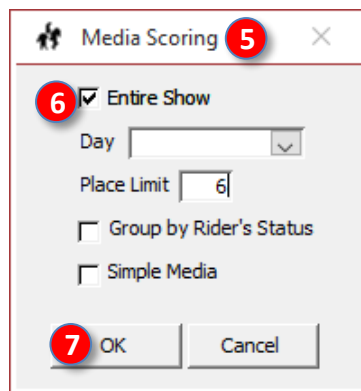 Media Scoring 5
6 Entire Show
Day
Place Limit 6
Group by Rider's Status
Simple Media
7 OK Cancel